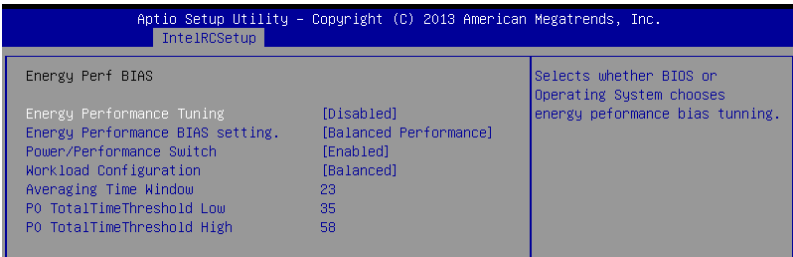 Aptio Setup Utility – Copyright (C) 2013 American Megatrends, Inc.
IntelRCSetup
Energy Perf BIAS
Energy Performance Tuning [Disabled]
Energy Performance BIAS setting. [Balanced Performance]
Power/Performance Switch [Enabled]
Workload Configuration [Balanced]
Averaging Time Window 23
P0 TotalTimeThreshold Low 35
P0 TotalTimeThreshold High 58
Selects whether BIOS or
Operating System chooses
energy peformance bias tunning.